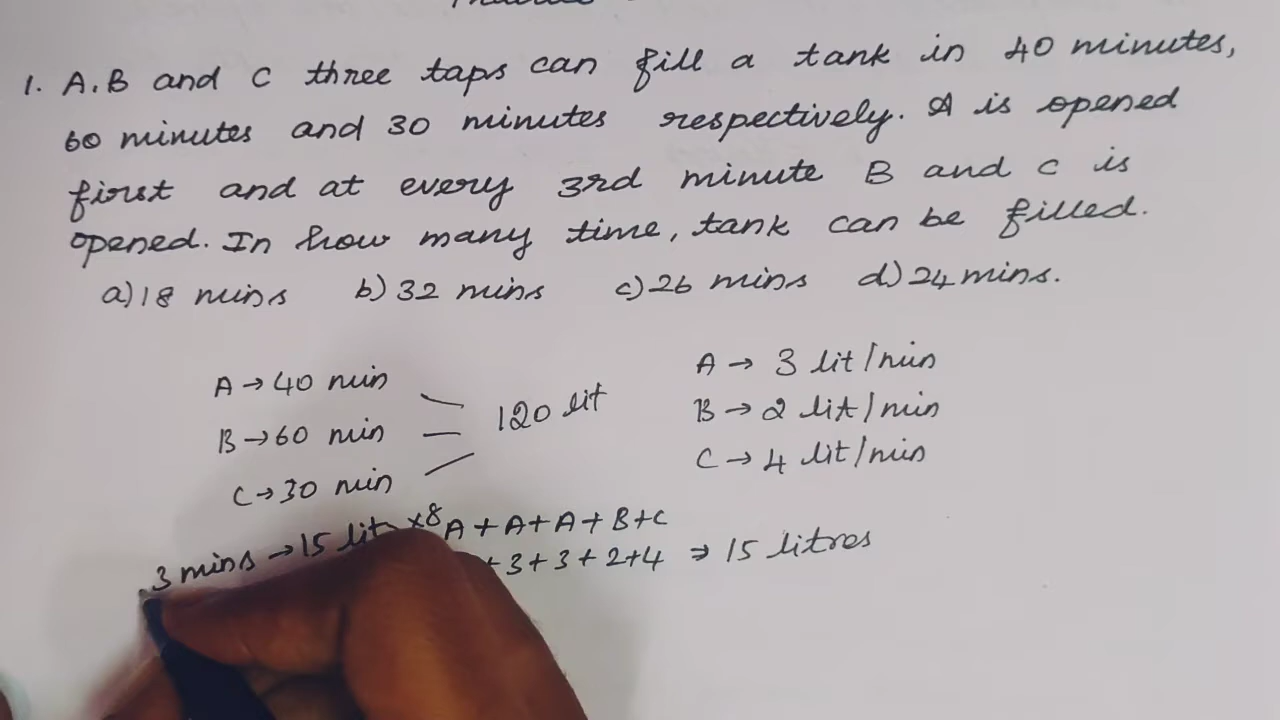 1. A.B and C three taps can fill a tank in 40 minutes,
60 minutes and 30 minutes respectively. A is opened
first and at every 3rd minute B and C is
opened. In how many time, tank can be filled.
a) 18 mins b) 32 mins c) 26 mins d) 24 mins.
A → 40 min
B → 60 min
C → 30 min
120 lit
A → 3 lit/min
B → 2 lit/min
C → 4 lit/min
3 mins → 15 lit ×8
A + A + A + B + C
+ 3 + 3 + 2 + 4 ⇒ 15 litres